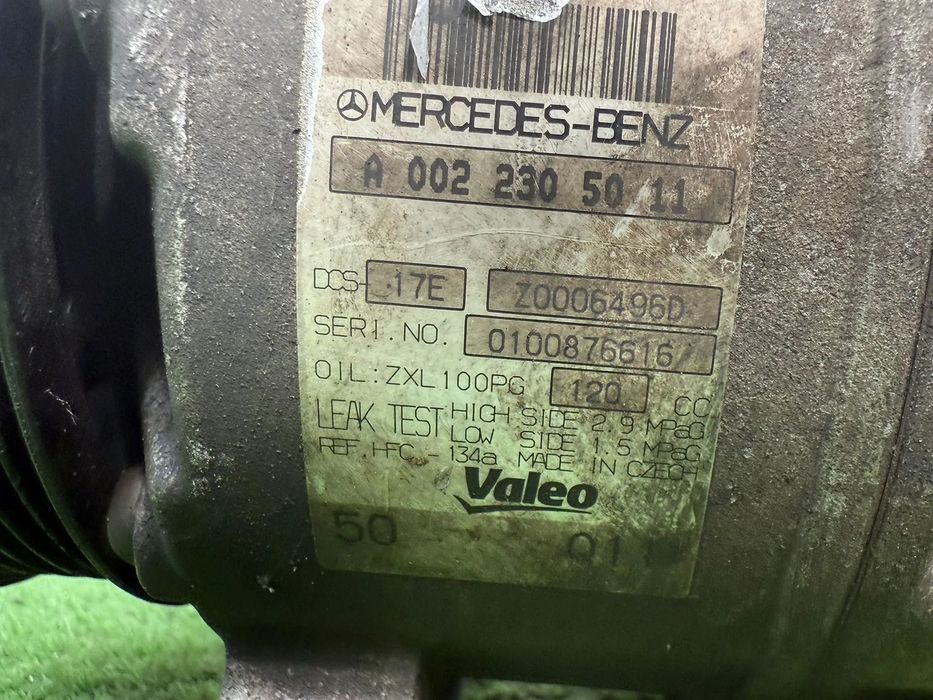 MERCEDES-BENZ
A 002 230 50 11
DCS- 17E Z0006496D
SERI.NO. 0100876616
OIL:ZXL100PG 120 CC
LEAK TEST HIGH SIDE 2.9 MPaG
LOW SIDE 1.5 MPaG
REF.HFC-134a MADE IN CZECH
Valeo
50 011